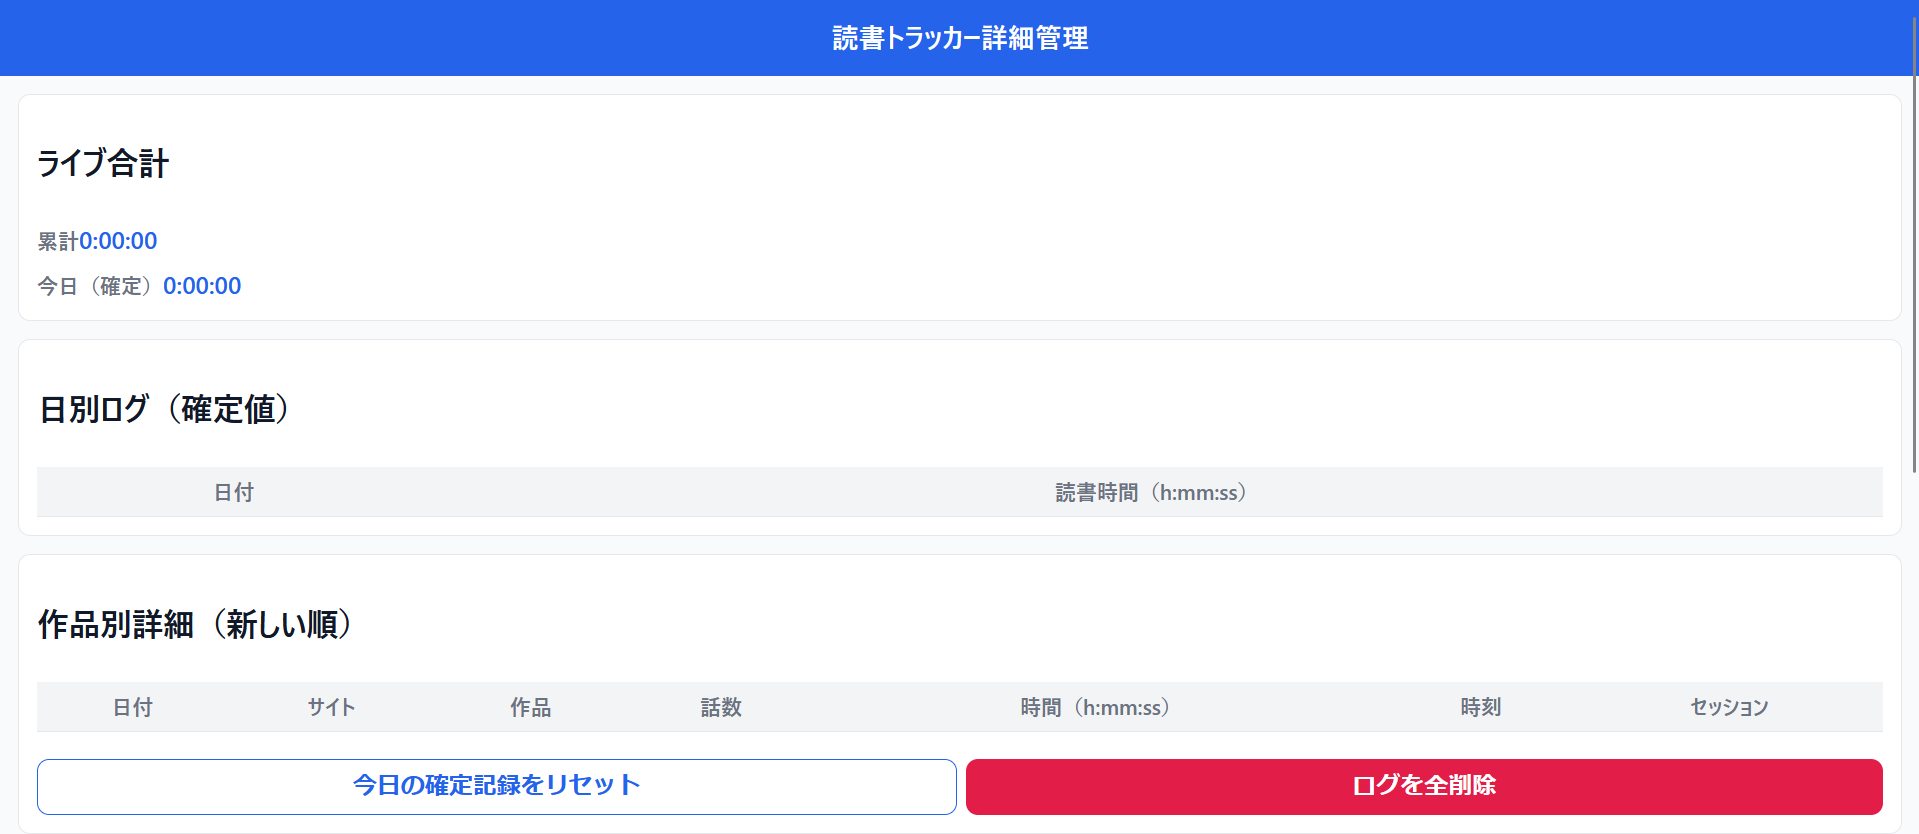 読書トラッカー詳細管理
ライブ合計
累計0:00:00
今日（確定）0:00:00
日別ログ（確定値）
日付 読書時間（h:mm:ss）
作品別詳細（新しい順）
日付 サイト 作品 話数 時間（h:mm:ss） 時刻 セッション
今日の確定記録をリセット ログを全削除